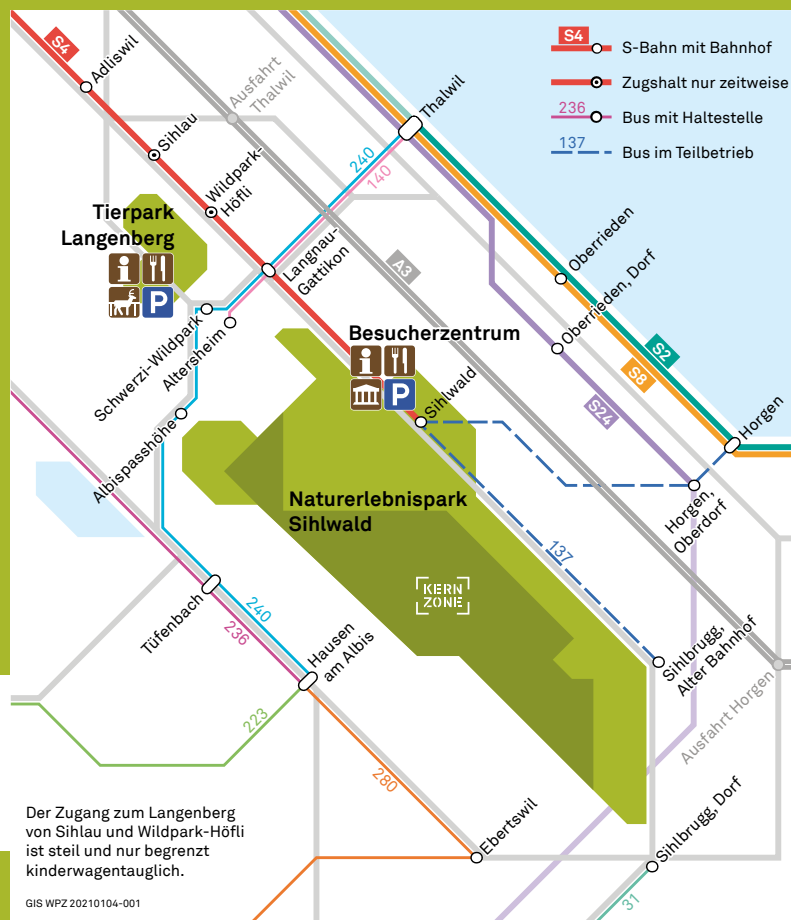 S4
S-Bahn mit Bahnhof
Zugshalt nur zeitweise
236
Bus mit Haltestelle
137
Bus im Teilbetrieb
S4
Adliswil
Ausfahrt
Thalwil
Thalwil
Sihlau
Wildpark-
Höfli
240
140
Tierpark
Langenberg
i
P
Langnau-
Gattikon
A3
Oberrieden
Oberrieden, Dorf
S2
S8
S24
Schwerzi-Wildpark
Altersheim
Besucherzentrum
i
P
Sihlwald
Horgen
Albispasshöhe
Horgen,
Oberdorf
Naturerlebnispark
Sihlwald
137
KERN
ZONE
Tüfenbach
240
236
Hausen
am Albis
Sihlbrugg,
Alter Bahnhof
Ausfahrt Horgen
223
280
Ebertswil
Sihlbrugg, Dorf
31
Der Zugang zum Langenberg
von Sihlau und Wildpark-Höfli
ist steil und nur begrenzt
kinderwagentauglich.
GIS WPZ 20210104-001